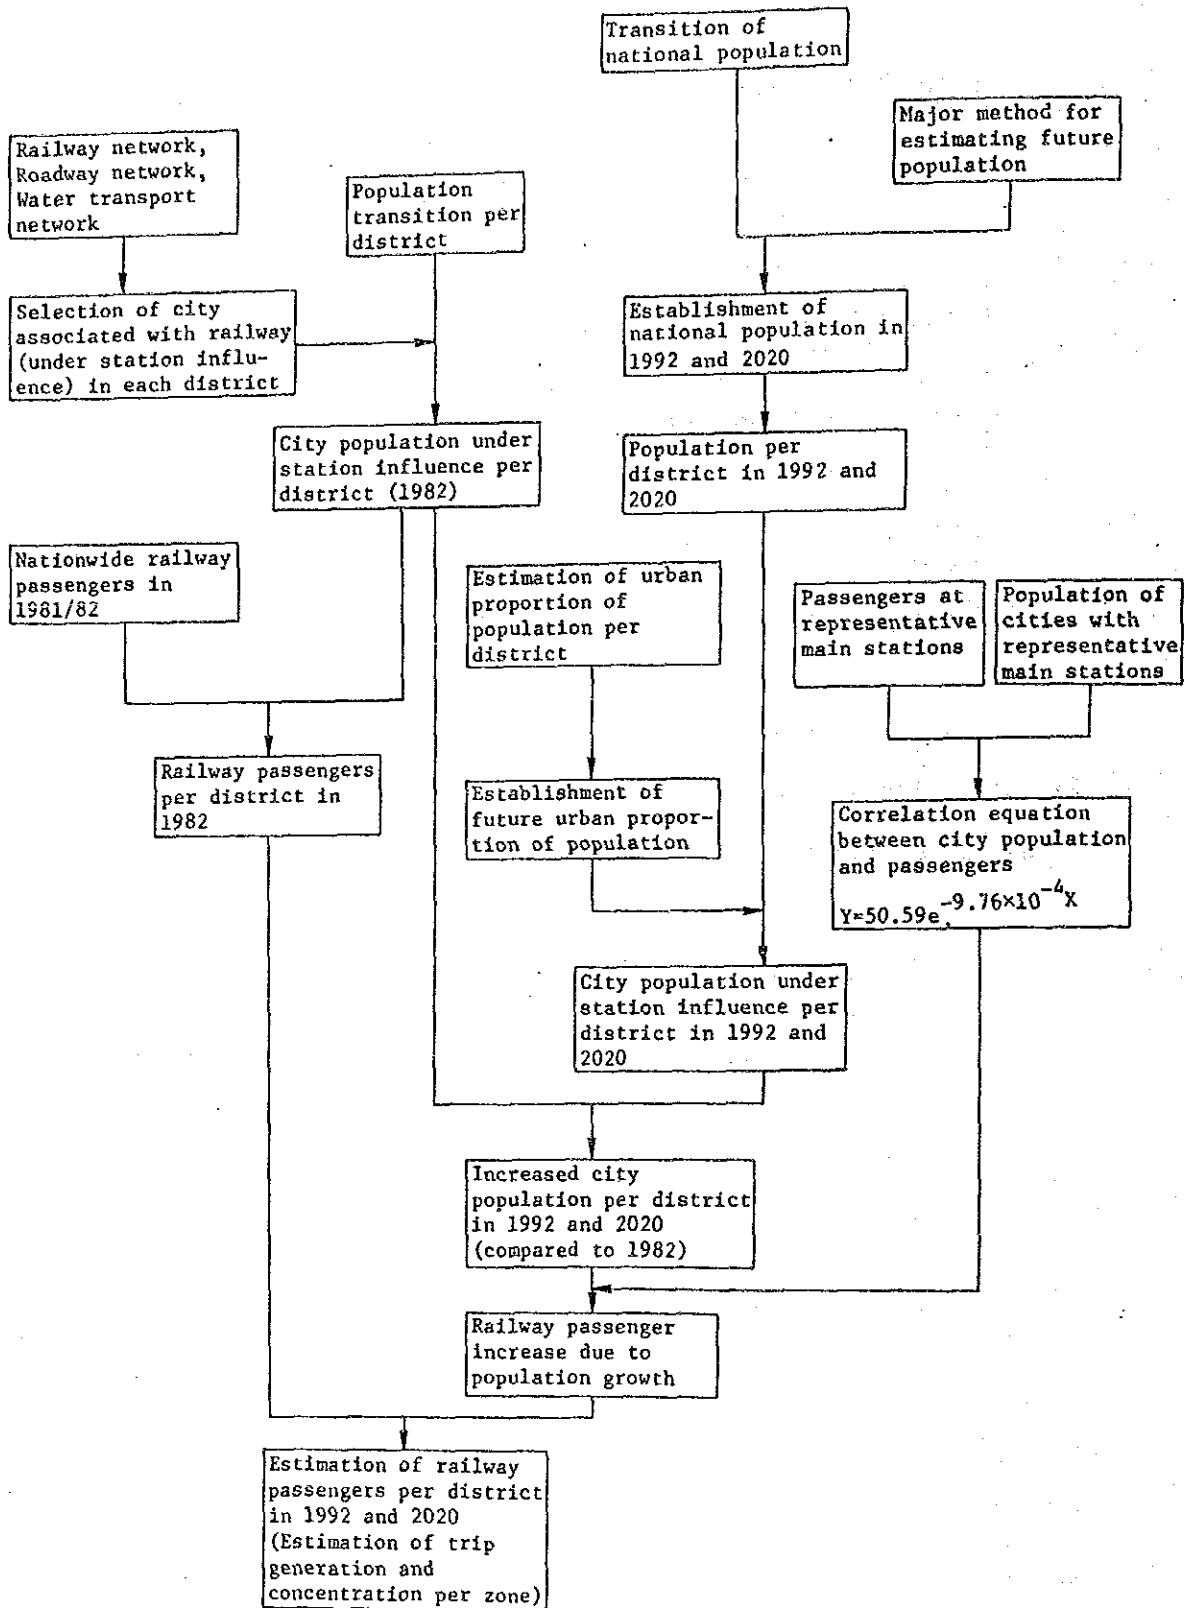 Transition of
national population
Major method for
estimating future
population
Railway network,
Roadway network,
Water transport
network
Population
transition per
district
Selection of city
associated with railway
(under station influ-
ence) in each district
Establishment of
national population in
1992 and 2020
City population under
station influence per
district (1982)
Population per
district in 1992 and
2020
Nationwide railway
passengers in
1981/82
Estimation of urban
proportion of
population per
district
Passengers at
representative
main stations
Population of
cities with
representative
main stations
Railway passengers
per district in
1982
Establishment of
future urban propor-
tion of population
Correlation equation
between city population
and passengers
Y=50.59e^-9.76×10^-4X
City population under
station influence per
district in 1992 and
2020
Increased city
population per district
in 1992 and 2020
(compared to 1982)
Railway passenger
increase due to
population growth
Estimation of railway
passengers per district
in 1992 and 2020
(Estimation of trip
generation and
concentration per zone)